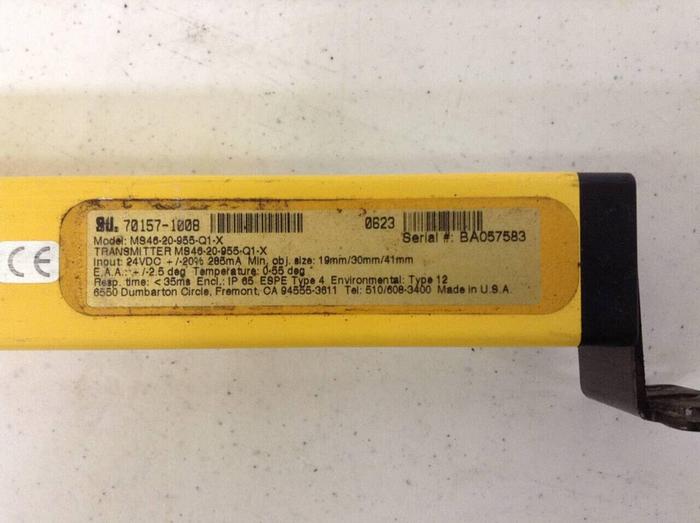 STI. 70157-1008 0623
Model: MS46-20-955-Q1-X Serial #: BA057583
TRANSMITTER MS46-20-955-Q1-X
Input: 24VDC +/-20% 285mA Min. obj. size: 19mm/30mm/41mm
E.A.A.: +/-2.5 deg Temperature: 0-55 deg
Resp. time: <35ms Encl.: IP 65 ESPE Type 4 Environmental: Type 12
6550 Dumbarton Circle, Fremont, CA 94555-3611 Tel: 510/608-3400 Made in U.S.A.
CE